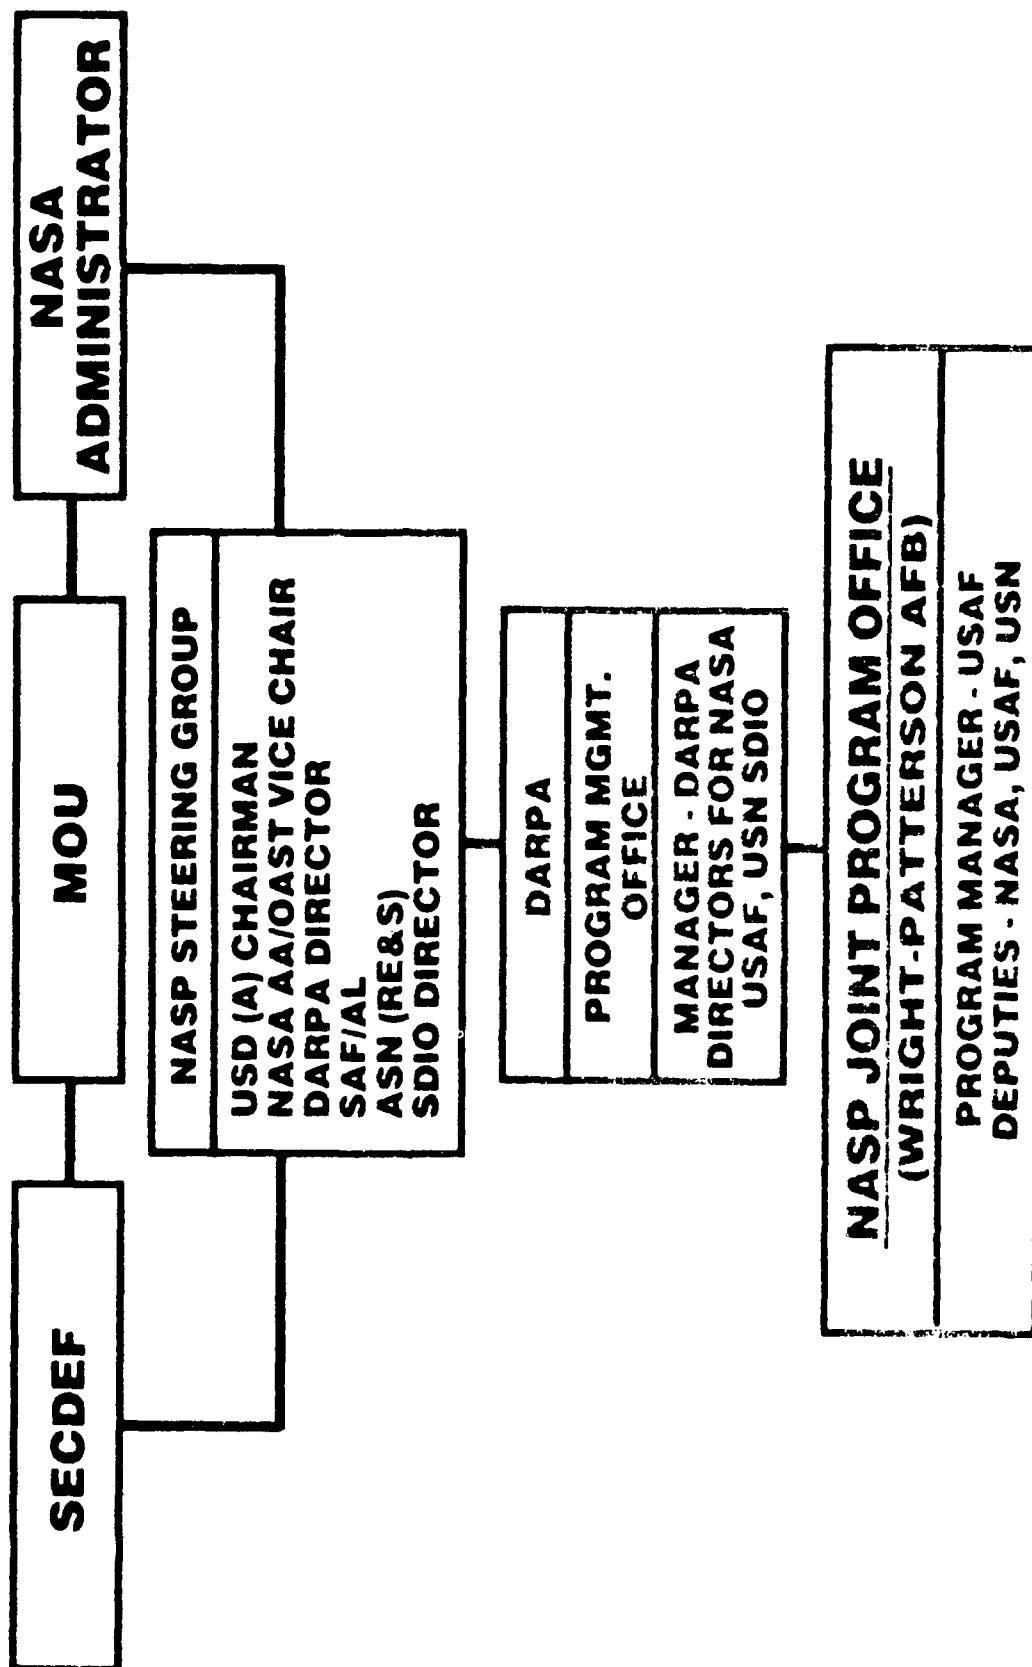 SECDEF
MOU
NASA
ADMINISTRATOR
NASP STEERING GROUP
USD (A) CHAIRMAN
NASA AA/OAST VICE CHAIR
DARPA DIRECTOR
SAF/AL
ASN (RE&S)
SDIO DIRECTOR
DARPA
PROGRAM MGMT.
OFFICE
MANAGER - DARPA
DIRECTORS FOR NASA
USAF, USN SDIO
NASP JOINT PROGRAM OFFICE
(WRIGHT-PATTERSON AFB)
PROGRAM MANAGER - USAF
DEPUTIES - NASA, USAF, USN